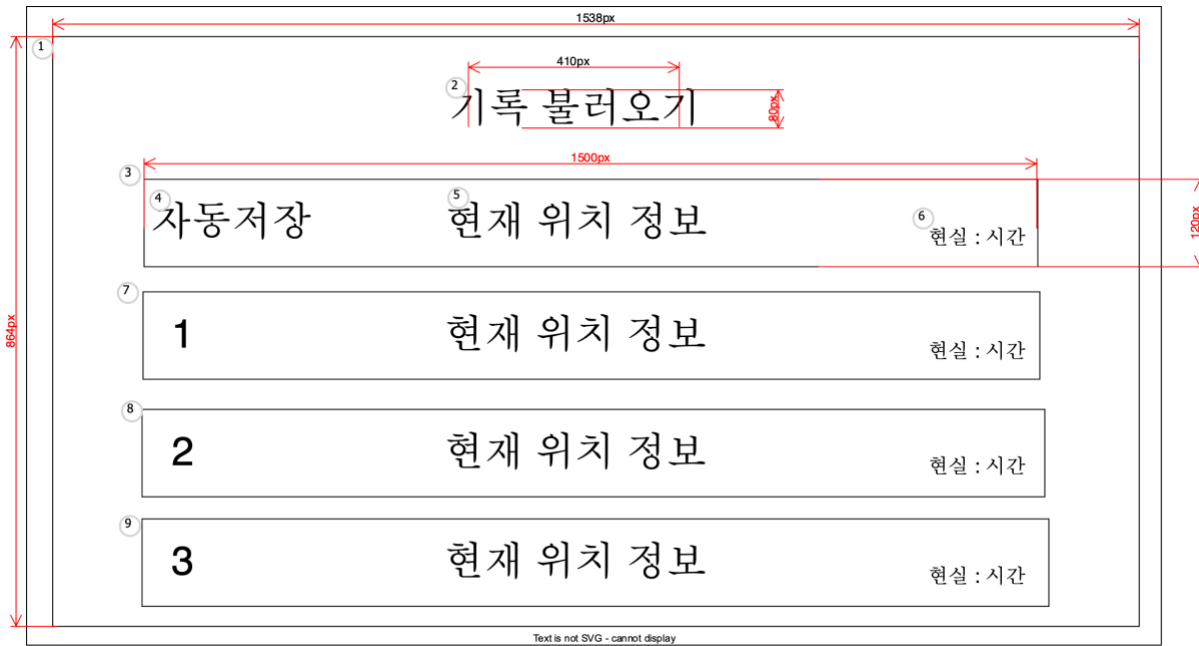 1538px
1
410px
2
기록 불러오기
80px
1500px
3
4
자동저장
5
현재 위치 정보
6
현실 : 시간
120px
7
1
현재 위치 정보
현실 : 시간
864px
8
2
현재 위치 정보
현실 : 시간
9
3
현재 위치 정보
현실 : 시간
Text is not SVG - cannot display